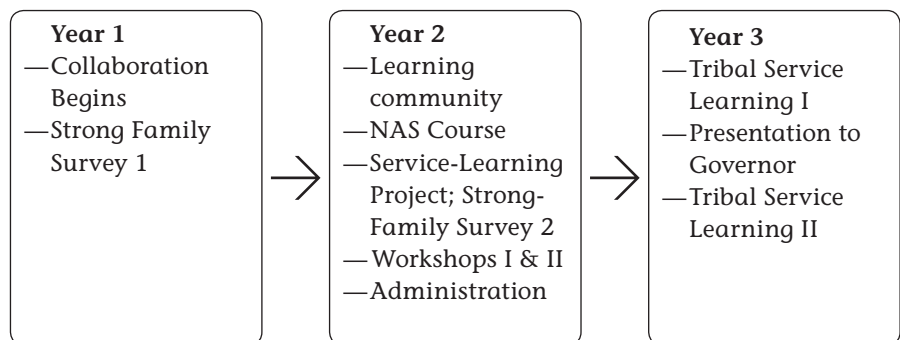 Year 1
—Collaboration
Begins
—Strong Family
Survey 1
Year 2
—Learning
community
—NAS Course
—Service-Learning
Project; Strong-
Family Survey 2
—Workshops I & II
—Administration
Year 3
—Tribal Service
Learning I
—Presentation to
Governor
—Tribal Service
Learning II